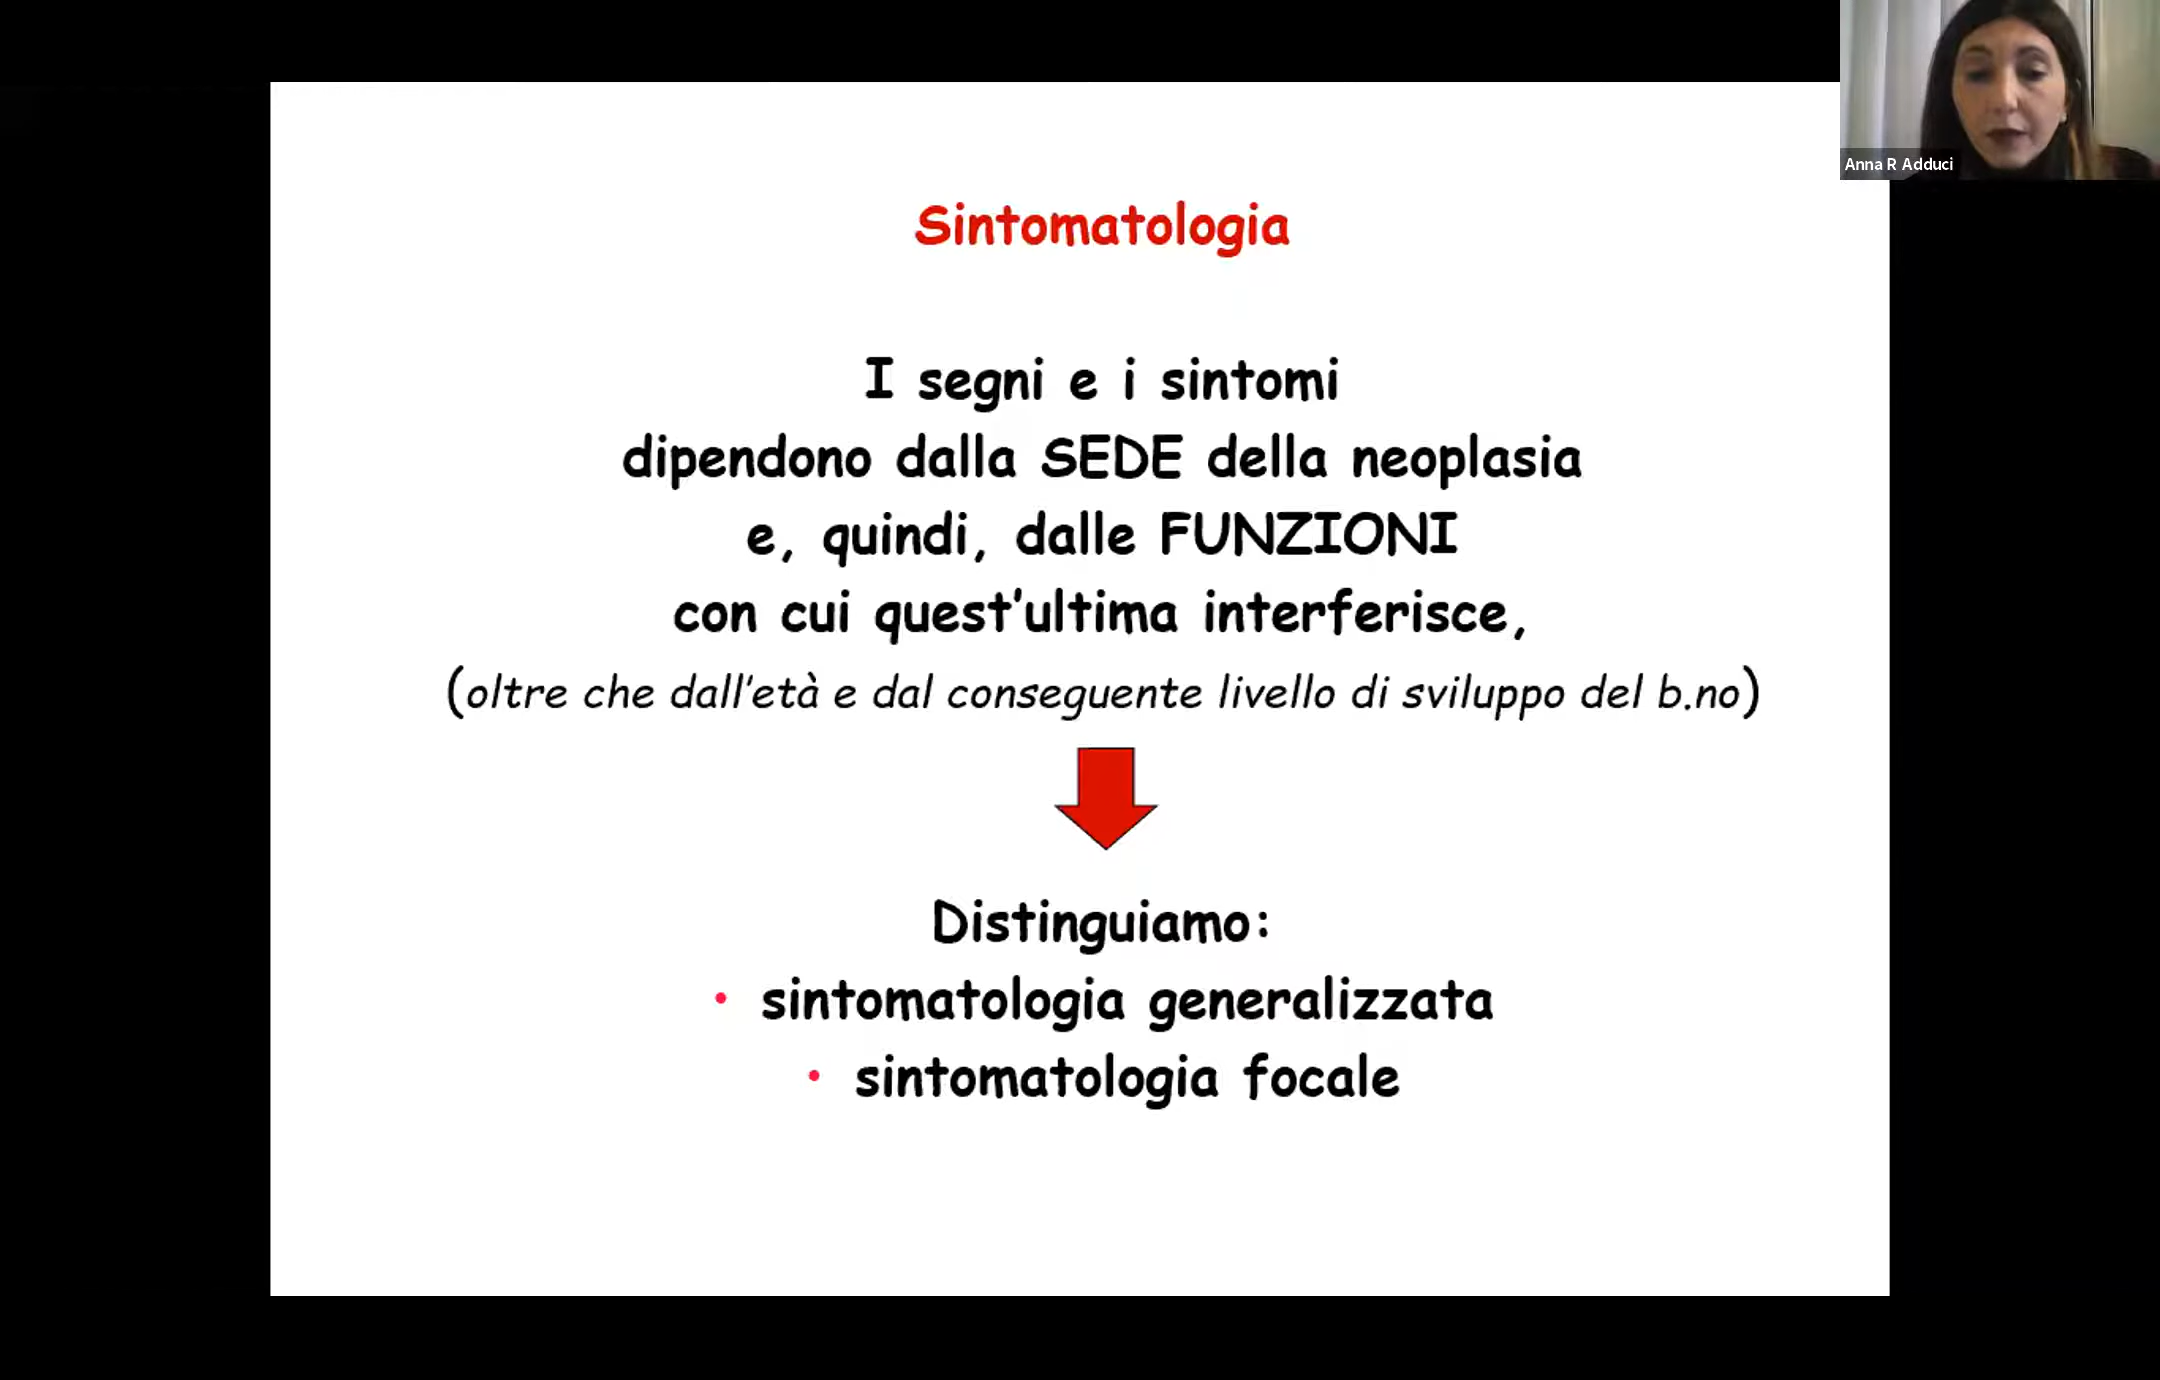 Anna R Adduci
Sintomatologia
I segni e i sintomi
dipendono dalla SEDE della neoplasia
e, quindi, dalle FUNZIONI
con cui quest'ultima interferisce,
(oltre che dall'età e dal conseguente livello di sviluppo del b.no)
Distinguiamo:
• sintomatologia generalizzata
• sintomatologia focale